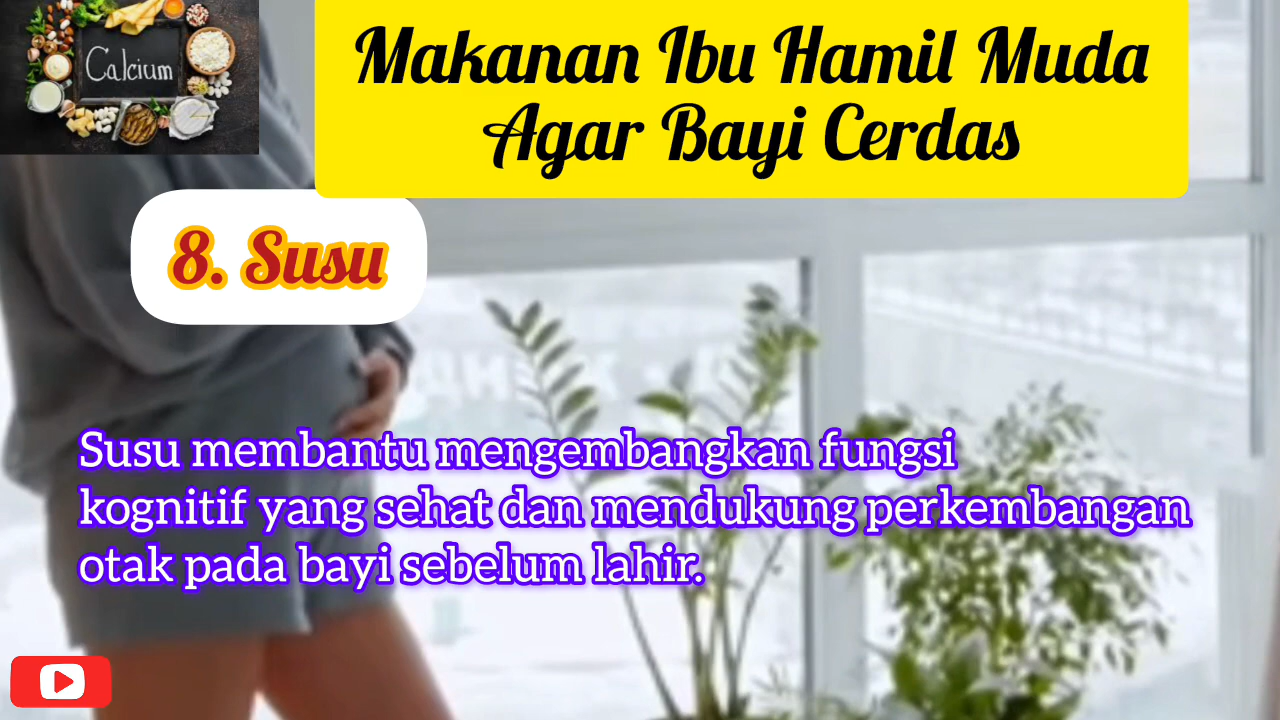 Calcium
Makanan Ibu Hamil Muda
Agar Bayi Cerdas
8. Susu
Susu membantu mengembangkan fungsi
kognitif yang sehat dan mendukung perkembangan
otak pada bayi sebelum lahir.